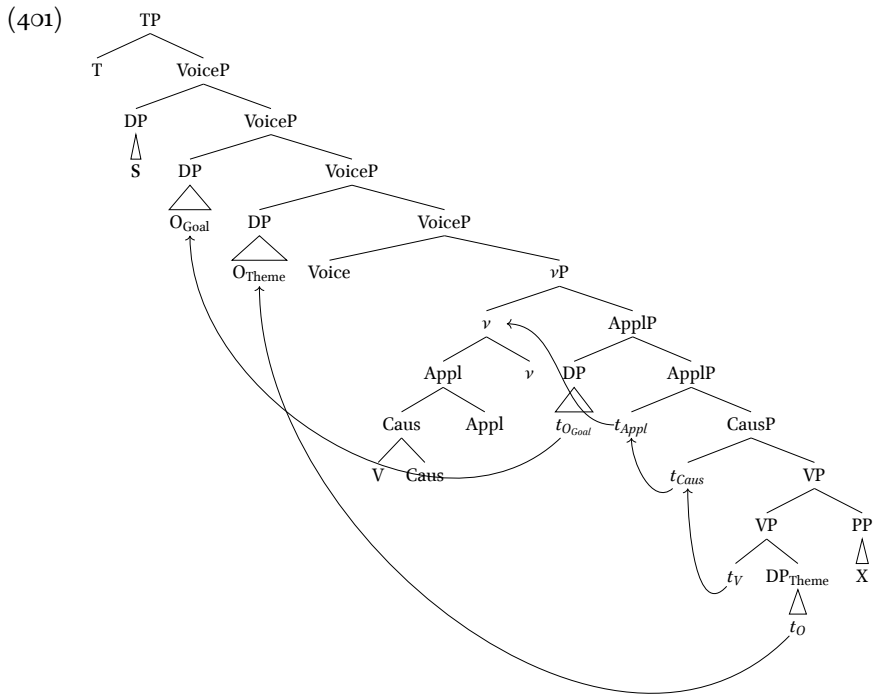 (401) TP
T VoiceP
DP VoiceP
S DP VoiceP
O_Goal DP VoiceP
O_Theme Voice νP
ν ApplP
Appl ν DP ApplP
Caus Appl t_O_Goal t_Appl CausP
V Caus t_Caus VP
VP PP
t_V DP_Theme X
t_O